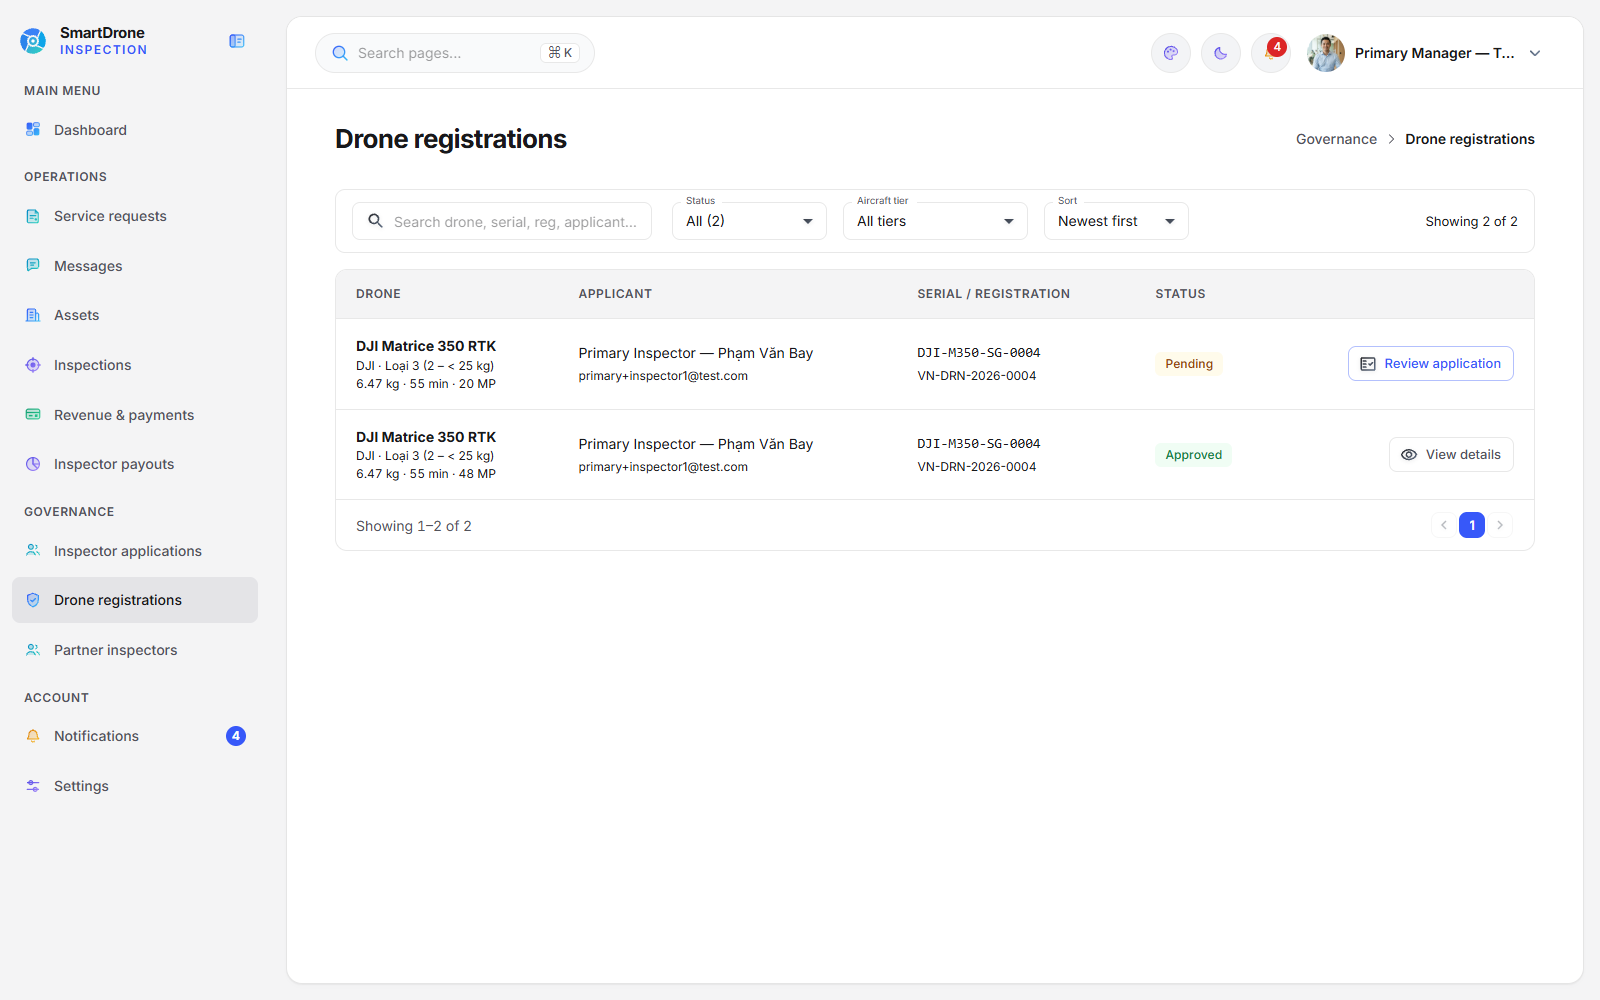 SmartDrone
INSPECTION
MAIN MENU
Dashboard
OPERATIONS
Service requests
Messages
Assets
Inspections
Revenue & payments
Inspector payouts
GOVERNANCE
Inspector applications
Drone registrations
Partner inspectors
ACCOUNT
Notifications 4
Settings
Search pages... ⌘ K
4
Primary Manager — T...
Drone registrations
Governance > Drone registrations
Search drone, serial, reg, applicant...
Status
All (2)
Aircraft tier
All tiers
Sort
Newest first
Showing 2 of 2
DRONE APPLICANT SERIAL / REGISTRATION STATUS
DJI Matrice 350 RTK
DJI · Loại 3 (2 – < 25 kg)
6.47 kg · 55 min · 20 MP
Primary Inspector — Phạm Văn Bay
primary+inspector1@test.com
DJI-M350-SG-0004
VN-DRN-2026-0004
Pending
Review application
DJI Matrice 350 RTK
DJI · Loại 3 (2 – < 25 kg)
6.47 kg · 55 min · 48 MP
Primary Inspector — Phạm Văn Bay
primary+inspector1@test.com
DJI-M350-SG-0004
VN-DRN-2026-0004
Approved
View details
Showing 1–2 of 2
1